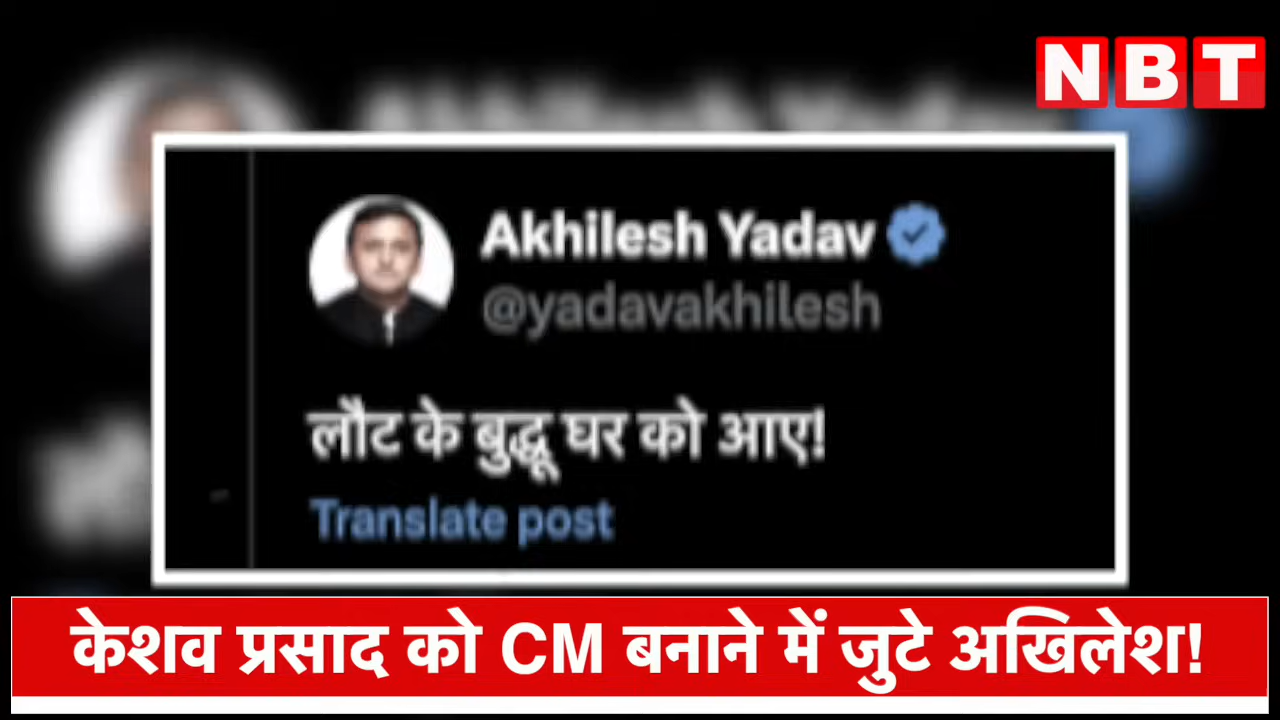 NBT
Akhilesh Yadav
@yadavakhilesh
लौट के बुद्धू घर को आए!
Translate post
केशव प्रसाद को CM बनाने में जुटे अखिलेश!